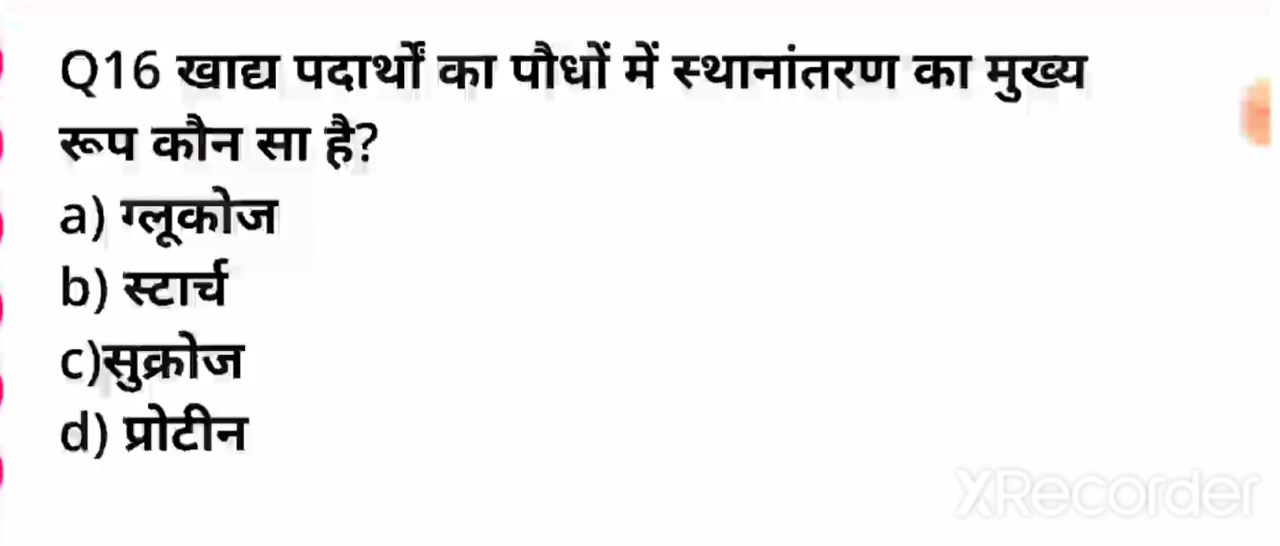 Q16 खाद्य पदार्थों का पौधों में स्थानांतरण का मुख्य
रूप कौन सा है?
a) ग्लूकोज
b) स्टार्च
c)सुक्रोज
d) प्रोटीन
XRecorder